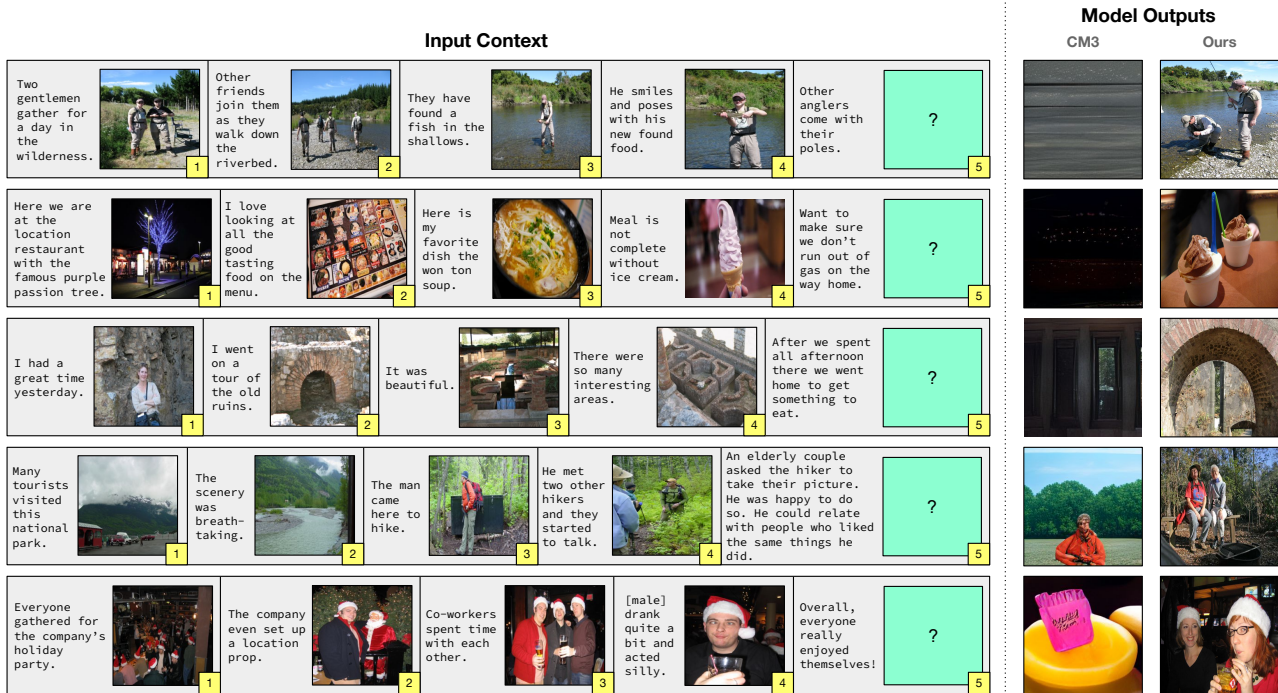 Input Context
Model Outputs
CM3
Ours
Two
gentlemen
gather for
a day in
the
wilderness.
1
Other
friends
join them
as they
walk down
the
riverbed.
2
They have
found a
fish in the
shallows.
3
He smiles
and poses
with his
new found
food.
4
Other
anglers
come with
their
poles.
?
5
Here we are
at the
location
restaurant
with the
famous purple
passion tree.
1
I love
looking at
all the
good
tasting
food on the
menu.
2
Here is
my
favorite
dish the
won ton
soup.
3
Meal is
not
complete
without
ice cream.
4
Want to
make sure
we don't
run out of
gas on the
way home.
?
5
I had a
great time
yesterday.
1
I went
on a
tour of
the old
ruins.
2
It was
beautiful.
3
There were
so many
interesting
areas.
4
After we spent
all afternoon
there we went
home to get
something to
eat.
?
5
Many
tourists
visited
this
national
park.
1
The
scenery
was
breath-
taking.
2
The man
came
here to
hike.
3
He met
two other
hikers
and they
started
to talk.
4
An elderly couple
asked the hiker to
take their picture.
He was happy to do
so. He could relate
with people who liked
the same things he
did.
?
5
Everyone
gathered for
the company's
holiday
party.
1
The company
even set up
a location
prop.
2
Co-workers
spent time
with each
other.
3
[male]
drank
quite a
bit and
acted
silly.
4
Overall,
everyone
really
enjoyed
themselves!
?
5